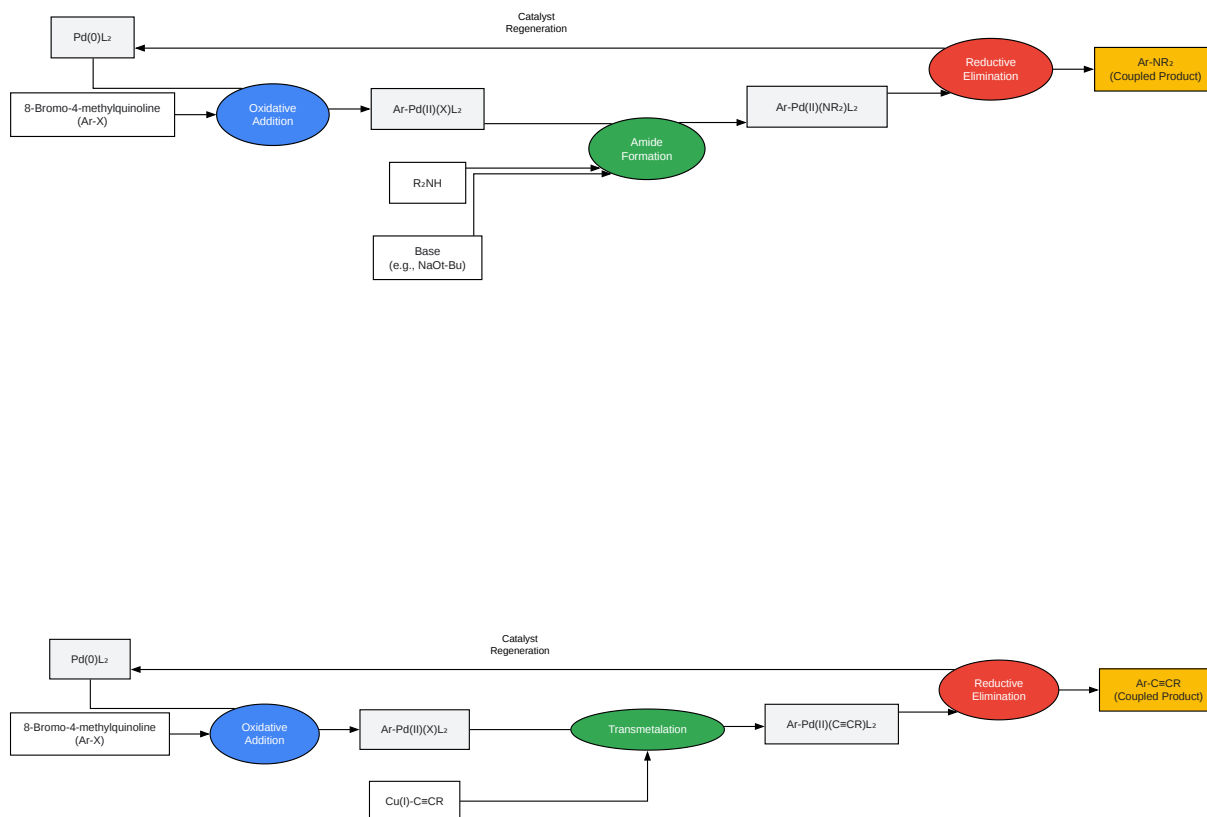 Catalyst
Regeneration
Pd(0)L₂
Reductive
Elimination
Ar-NR₂
(Coupled Product)
8-Bromo-4-methylquinoline
(Ar-X)
Oxidative
Addition
Ar-Pd(II)(X)L₂
Ar-Pd(II)(NR₂)L₂
Amide
Formation
R₂NH
Base
(e.g., NaOt-Bu)
Catalyst
Regeneration
Pd(0)L₂
Reductive
Elimination
Ar-C≡CR
(Coupled Product)
8-Bromo-4-methylquinoline
(Ar-X)
Oxidative
Addition
Ar-Pd(II)(X)L₂
Transmetalation
Ar-Pd(II)(C≡CR)L₂
Cu(I)-C≡CR